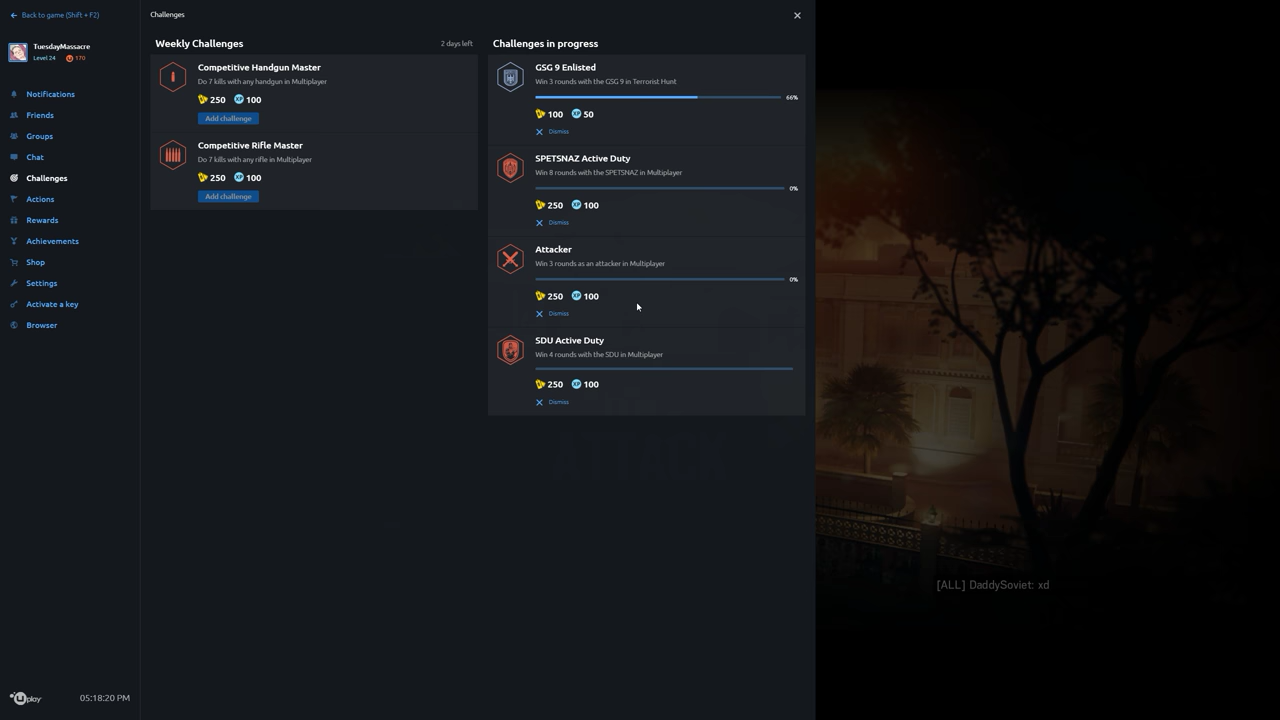 Back to game (Shift + F2)
TuesdayMassacre
Level 24 170
Notifications
Friends
Groups
Chat
Challenges
Actions
Rewards
Achievements
Shop
Settings
Activate a key
Browser
uplay
05:18:20 PM
Challenges
Weekly Challenges
2 days left
Competitive Handgun Master
Do 7 kills with any handgun in Multiplayer
250 XP 100
Add challenge
Competitive Rifle Master
Do 7 kills with any rifle in Multiplayer
250 XP 100
Add challenge
Challenges in progress
GSG 9 Enlisted
Win 3 rounds with the GSG 9 in Terrorist Hunt
66%
100 XP 50
Dismiss
SPETSNAZ Active Duty
Win 8 rounds with the SPETSNAZ in Multiplayer
0%
250 XP 100
Dismiss
Attacker
Win 3 rounds as an attacker in Multiplayer
0%
250 XP 100
Dismiss
SDU Active Duty
Win 4 rounds with the SDU in Multiplayer
250 XP 100
Dismiss
[ALL] DaddySoviet: xd